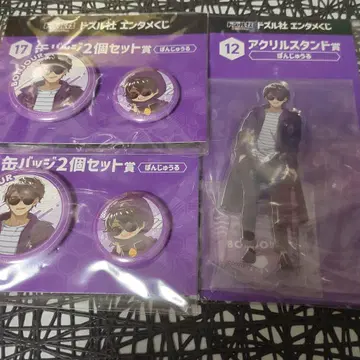 ドズル社 エンタメくじ
17 缶バッジ2個セット賞
ぼんじゅうる
BONJOUR
缶バッジ2個セット賞
ぼんじゅうる
ドズル社 エンタメくじ
12 アクリルスタンド賞
ぼんじゅうる